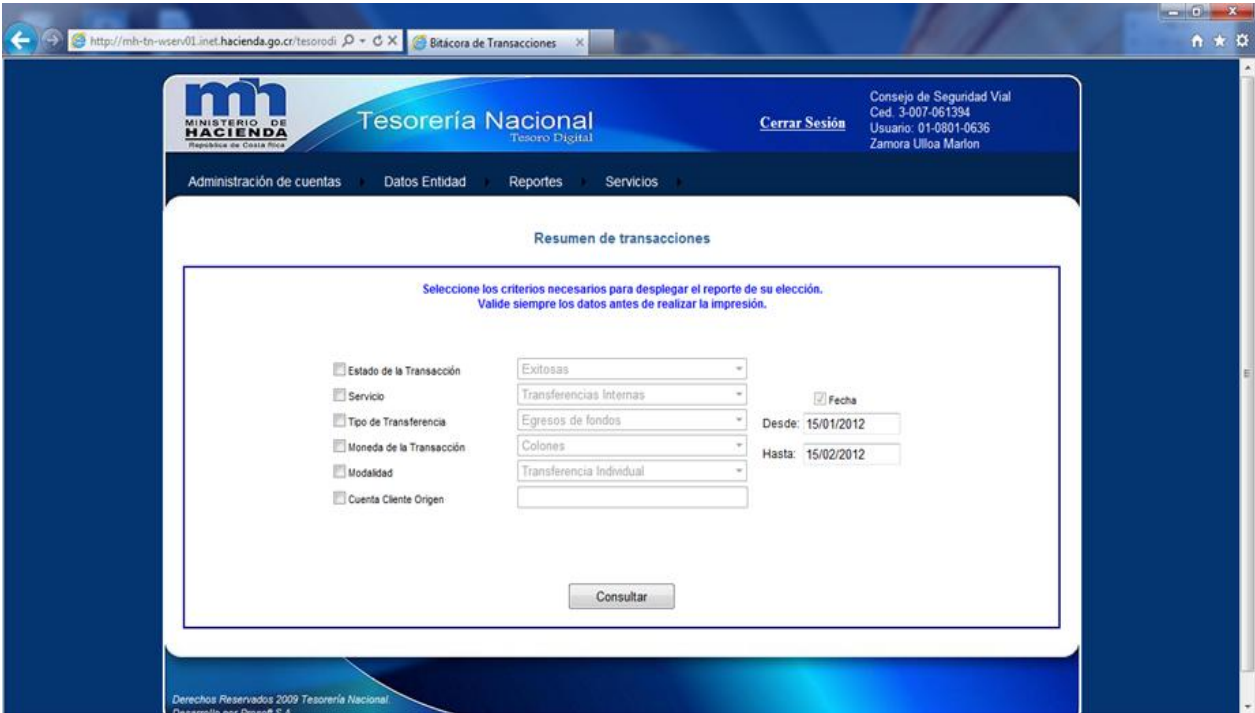 http://mh-tn-wserv01.inet.hacienda.go.cr/tesorodi
Bitácora de Transacciones
mh
MINISTERIO DE
HACIENDA
República de Costa Rica
Tesorería Nacional
Tesoro Digital
Cerrar Sesión
Consejo de Seguridad Vial
Ced. 3-007-061394
Usuario: 01-0801-0636
Zamora Ulloa Marlon
Administración de cuentas
Datos Entidad
Reportes
Servicios
Resumen de transacciones
Seleccione los criterios necesarios para desplegar el reporte de su elección.
Valide siempre los datos antes de realizar la impresión.
Estado de la Transacción
Exitosas
Servicio
Transferencias Internas
Tipo de Transferencia
Egresos de fondos
Moneda de la Transacción
Colones
Modalidad
Transferencia Individual
Cuenta Cliente Origen
Fecha
Desde: 15/01/2012
Hasta: 15/02/2012
Consultar
Derechos Reservados 2009 Tesorería Nacional.